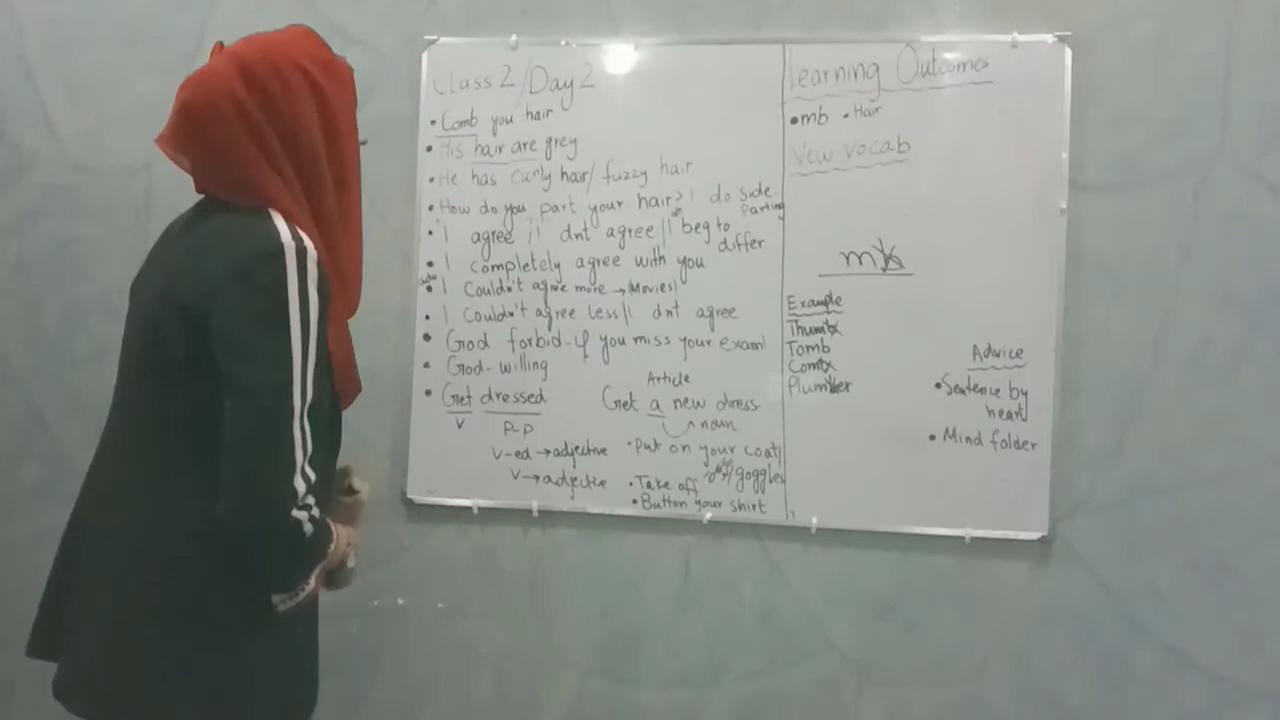 Class 2/Day 2
• Comb you hair
• His hair are grey
• He has curly hair/ fuzzy hair
• How do you part your hair? I do side-
Parting
• I agree // I dnt agree // I beg to
differ
• I completely agree with you
• I Couldn't agree more → (Movies)
• I Couldn't agree less // I dnt agree
• God forbid - if you miss your exam
• God-willing
• Get dressed
V
P-P
V-ed → adjective
V → adjective
Article
Get a new dress
noun
• Put on your coat/
/goggles
• Take off
• Button your shirt
Learning Outcomes
• mb • Hair
New-Vocab
mb
Example
Thumb
Tomb
Comb
Plumber
Advice
• Sentence by
heart
• Mind folder